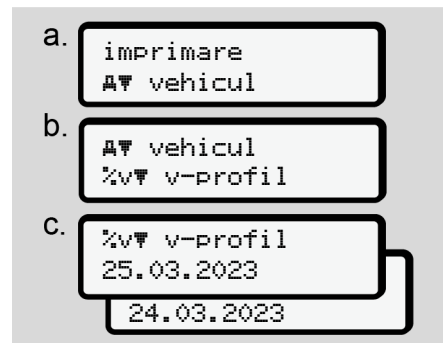 a.
imprimare
A▼ vehicul
b.
A▼ vehicul
%v▼ v-profil
c.
%v▼ v-profil
25.03.2023
24.03.2023